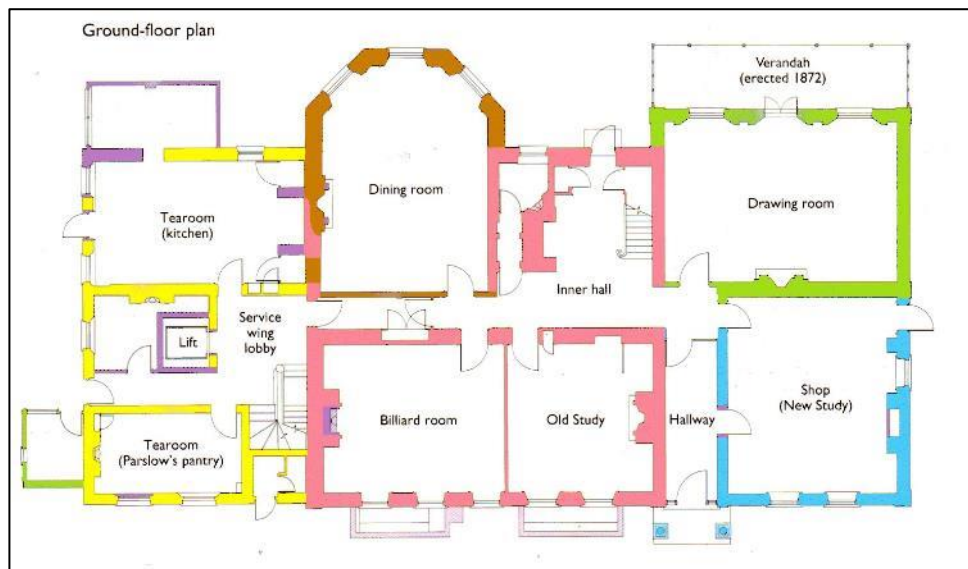 Ground-floor plan
Verandah
(erected 1872)
Dining room
Drawing room
Tearoom
(kitchen)
Inner hall
Service
wing
lobby
Lift
Shop
(New Study)
Billiard room
Old Study
Hallway
Tearoom
(Parslow's pantry)